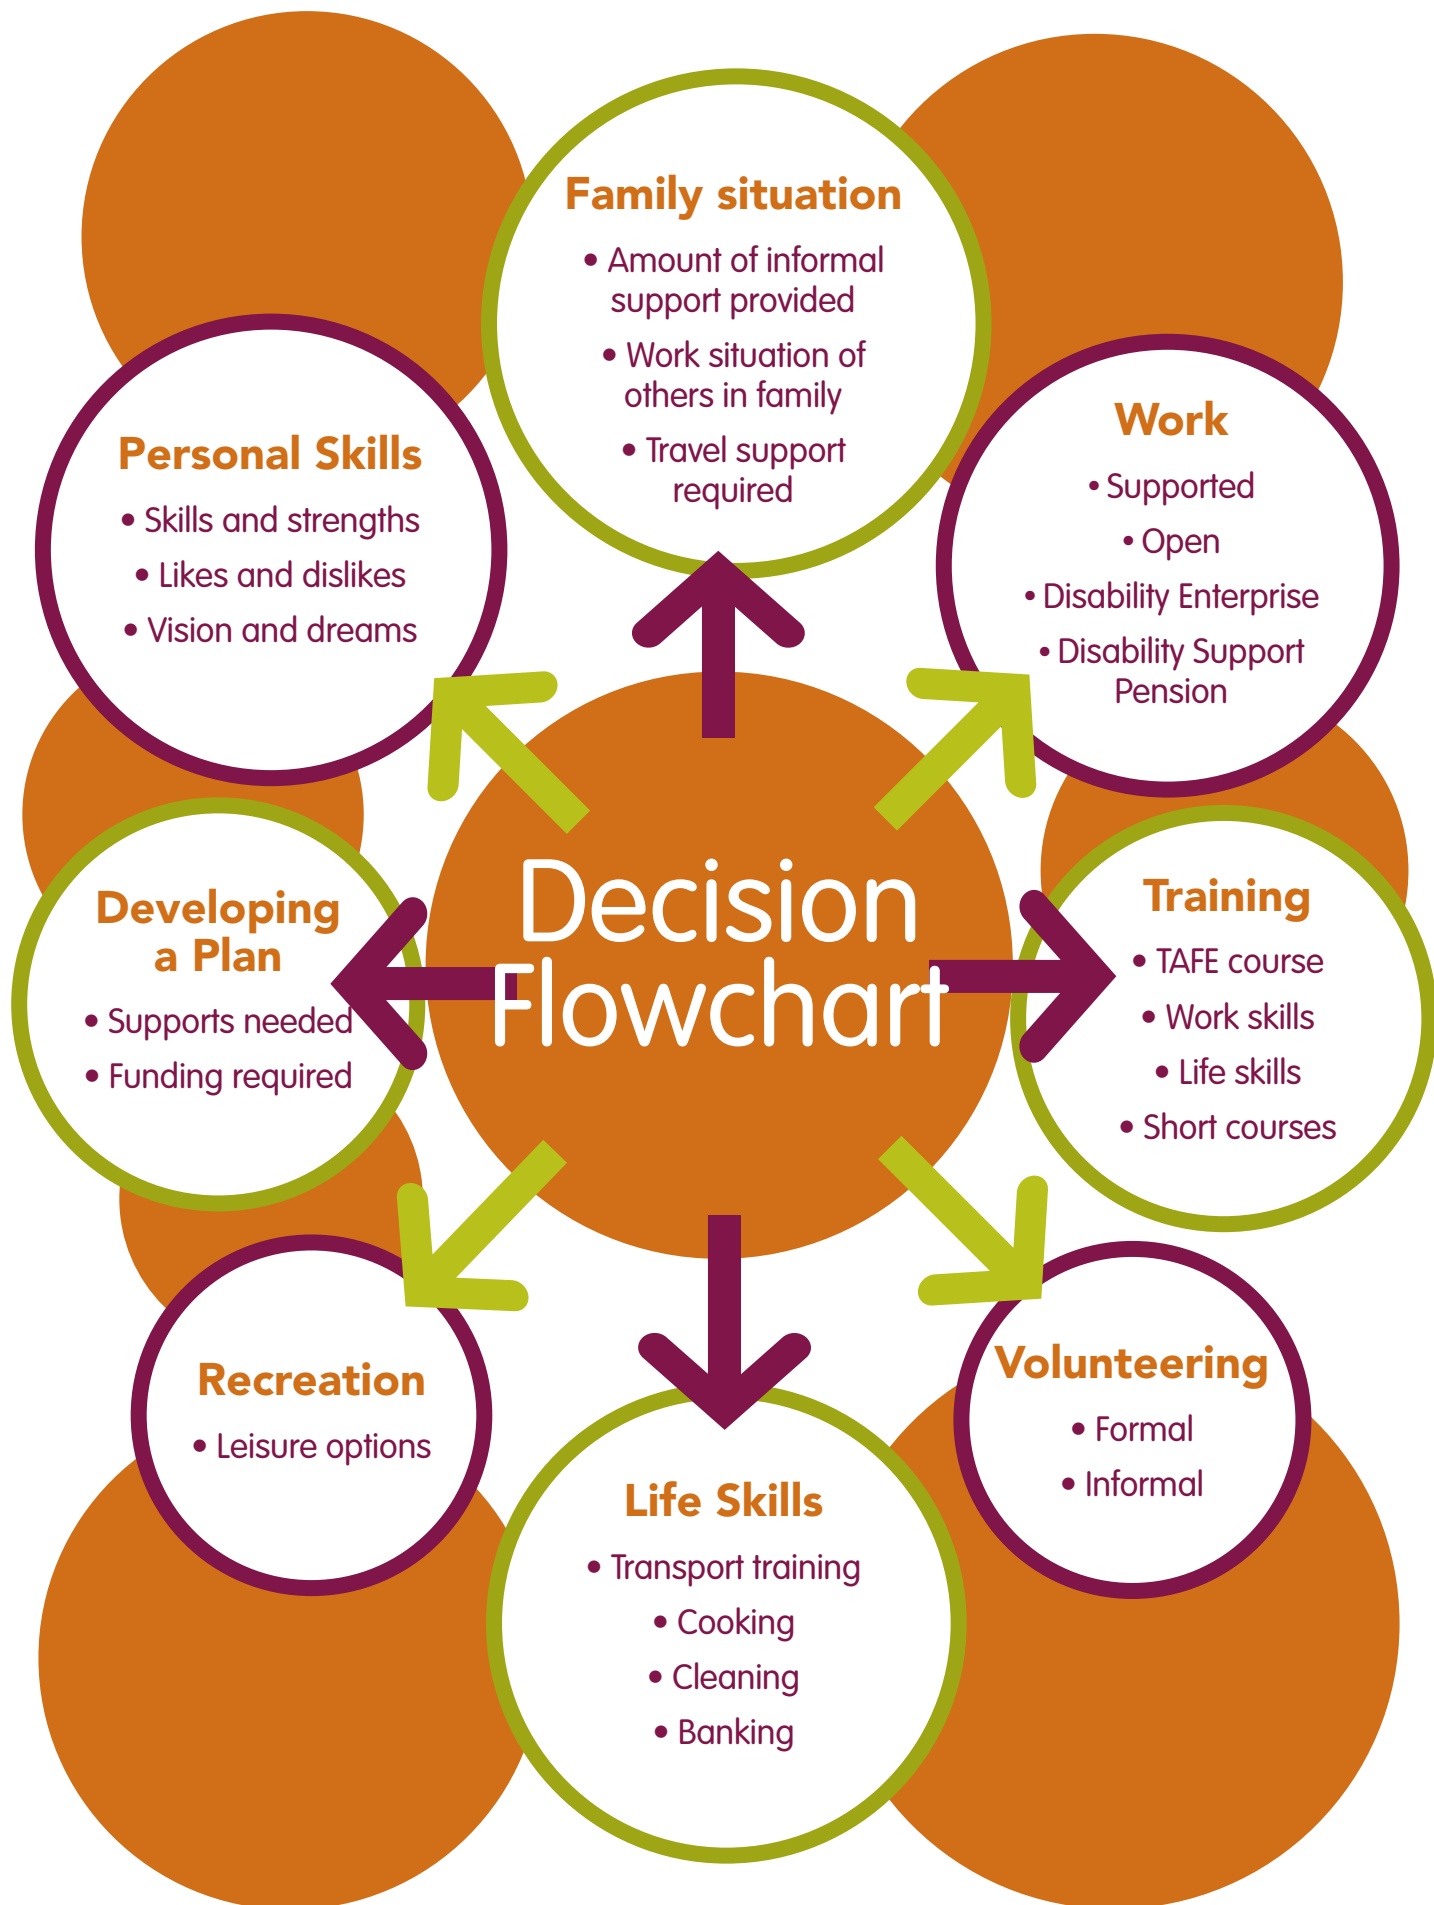 Family situation
• Amount of informal
support provided
• Work situation of
others in family
• Travel support
required
Work
• Supported
• Open
• Disability Enterprise
• Disability Support
Pension
Personal Skills
• Skills and strengths
• Likes and dislikes
• Vision and dreams
Decision
Flowchart
Developing
a Plan
• Supports needed
• Funding required
Training
• TAFE course
• Work skills
• Life skills
• Short courses
Recreation
• Leisure options
Volunteering
• Formal
• Informal
Life Skills
• Transport training
• Cooking
• Cleaning
• Banking